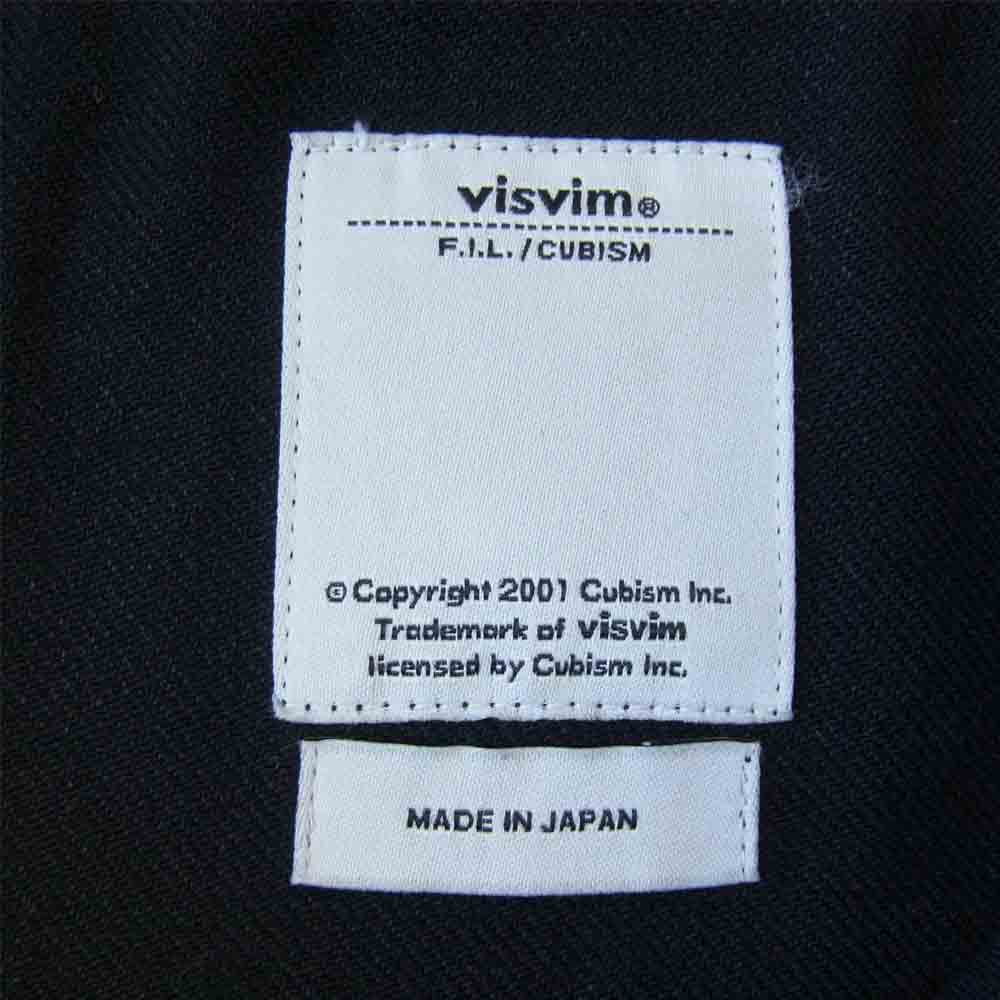 visvim®
F.I.L./CUBISM
© Copyright 2001 Cubism Inc.
Trademark of visvim
licensed by Cubism Inc.
MADE IN JAPAN